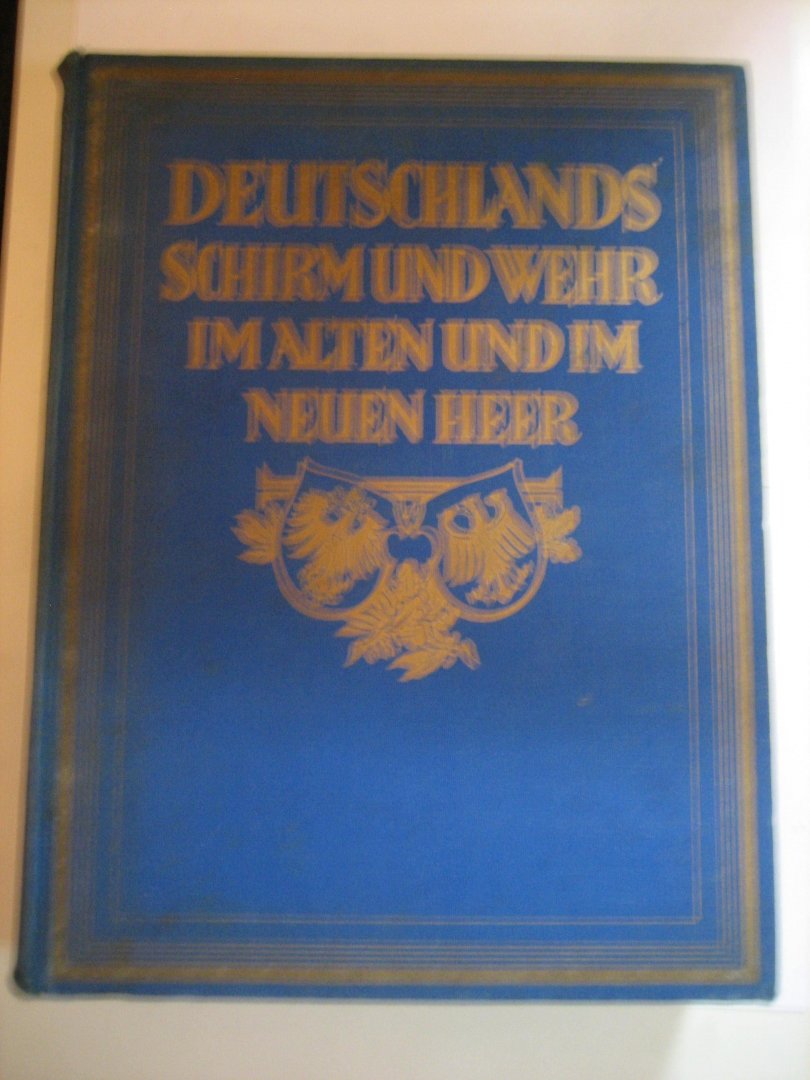 DEUTSCHLANDS
SCHIRM UND WEHR
IM ALTEN UND IM
NEUEN HEER